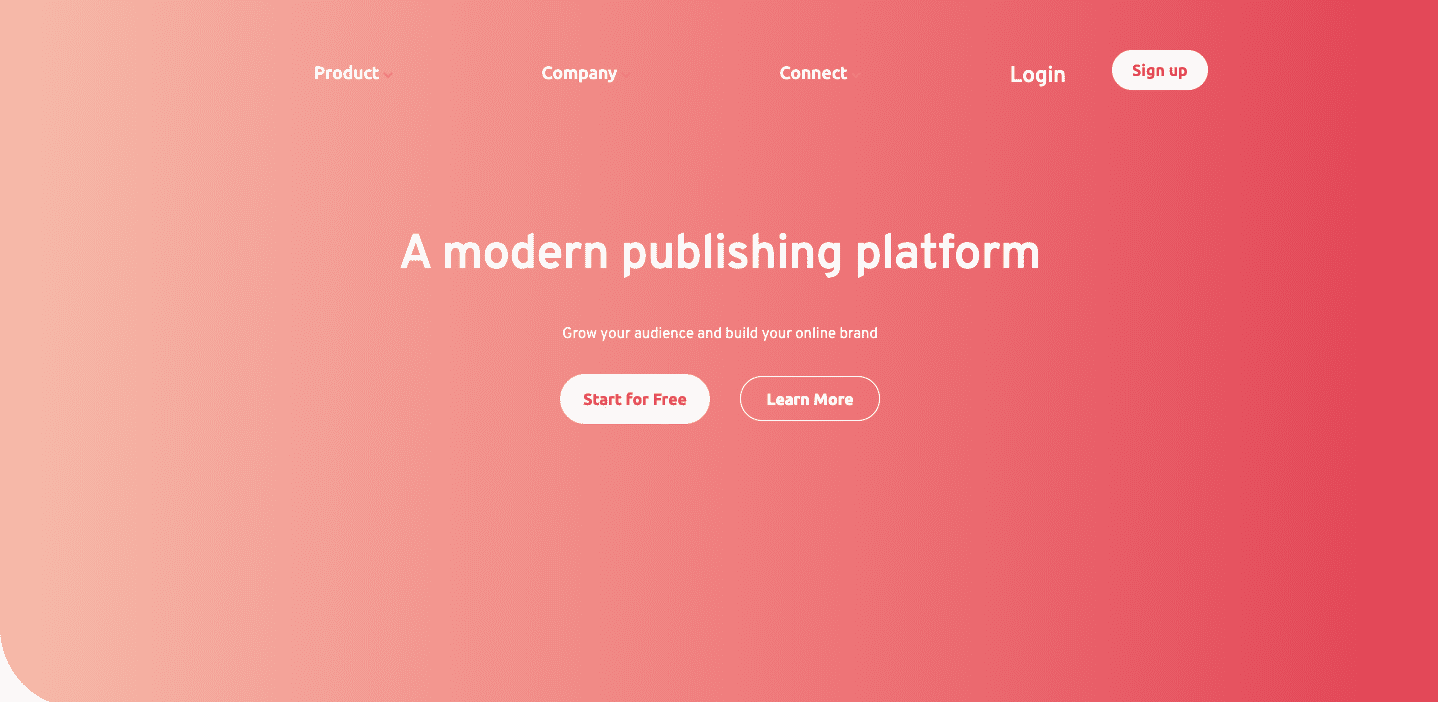 Product Company Connect Login Sign up
A modern publishing platform
Grow your audience and build your online brand
Start for Free Learn More